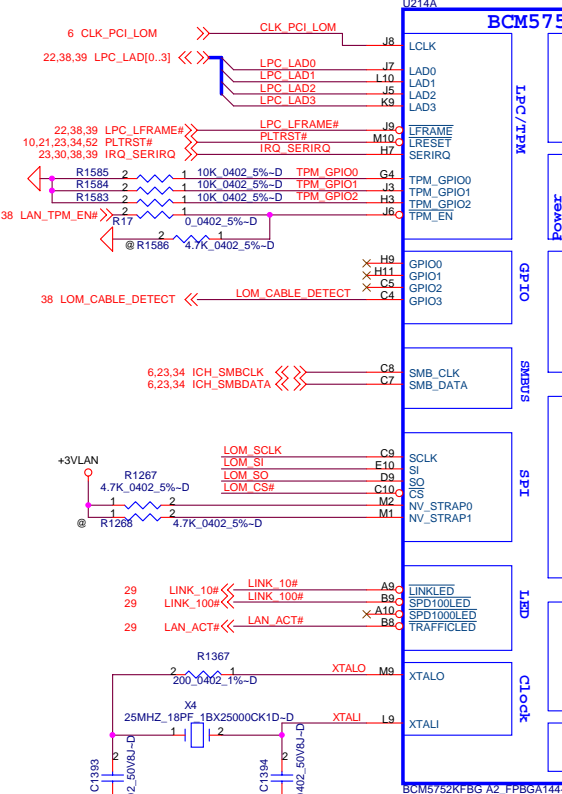 U214A
BCM575
6 CLK_PCI_LOM
CLK_PCI_LOM
J8
LCLK
22,38,39 LPC_LAD[0..3]
LPC_LAD0
J7
LAD0
LPC_LAD1
L10
LAD1
LPC_LAD2
J5
LAD2
LPC_LAD3
K9
LAD3
LPC/TPM
22,38,39 LPC_LFRAME#
LPC_LFRAME#
J9
LFRAME
10,21,23,34,52 PLTRST#
PLTRST#
M10
LRESET
23,30,38,39 IRQ_SERIRQ
IRQ_SERIRQ
H7
SERIRQ
R1585 2 1 10K_0402_5%~D TPM_GPIO0
G4
TPM_GPIO0
R1584 2 1 10K_0402_5%~D TPM_GPIO1
J3
TPM_GPIO1
R1583 2 1 10K_0402_5%~D TPM_GPIO2
H3
TPM_GPIO2
38 LAN_TPM_EN#
2 1
R17
0_0402_5%~D
J6
TPM_EN
Power
@ R1586
2 1
4.7K_0402_5%~D
H9
GPIO0
H11
GPIO1
C5
GPIO2
38 LOM_CABLE_DETECT
LOM_CABLE_DETECT
C4
GPIO3
GPIO
6,23,34 ICH_SMBCLK
C8
SMB_CLK
6,23,34 ICH_SMBDATA
C7
SMB_DATA
SMBUS
LOM_SCLK
C9
SCLK
LOM_SI
E10
SI
LOM_SO
D9
SO
LOM_CS#
C10
CS
SPI
+3VLAN
R1267
4.7K_0402_5%~D
1 2
M2
NV_STRAP0
@
1 2
R1268
4.7K_0402_5%~D
M1
NV_STRAP1
29 LINK_10#
LINK_10#
A9
LINKLED
29 LINK_100#
LINK_100#
B9
SPD100LED
A10
SPD1000LED
29 LAN_ACT#
LAN_ACT#
B8
TRAFFICLED
LED
R1367
2 1
200_0402_1%~D
XTALO
M9
XTALO
X4
25MHZ_18PF_1BX25000CK1D~D
1 2
XTALI
L9
XTALI
Clock
C1393
2
2_50V8J~D
C1394
2
402_50V8J~D
BCM5752KFBG A2_FPBGA144